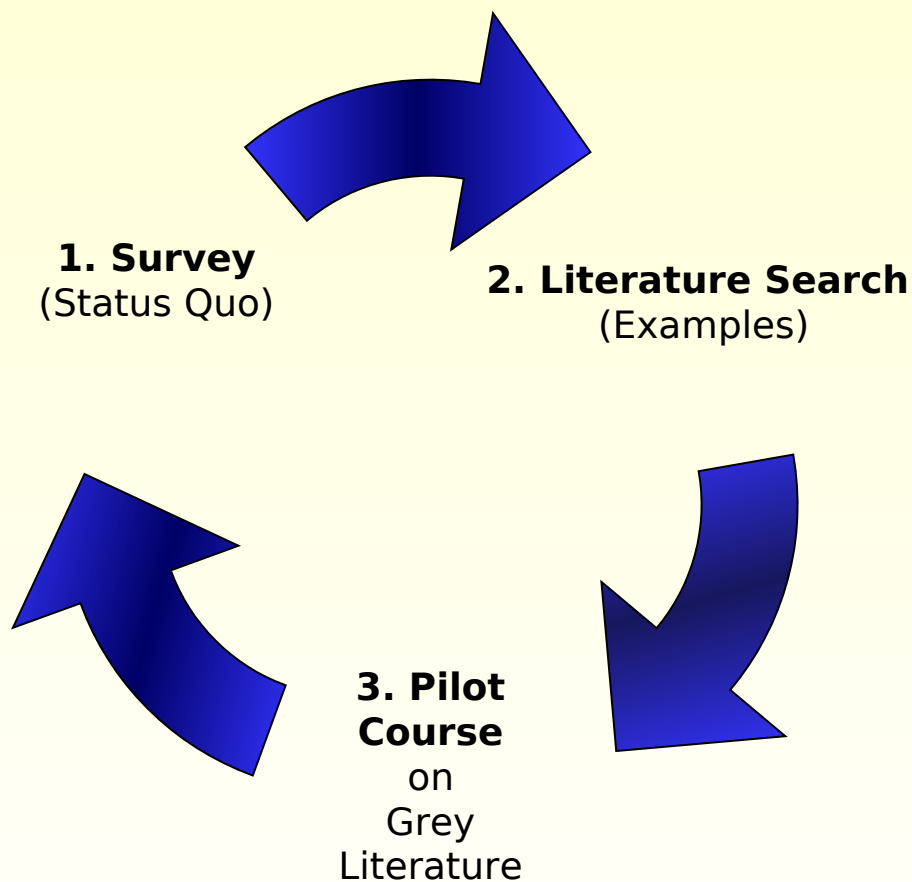 1. Survey
(Status Quo)
2. Literature Search
(Examples)
3. Pilot
Course
on
Grey
Literature